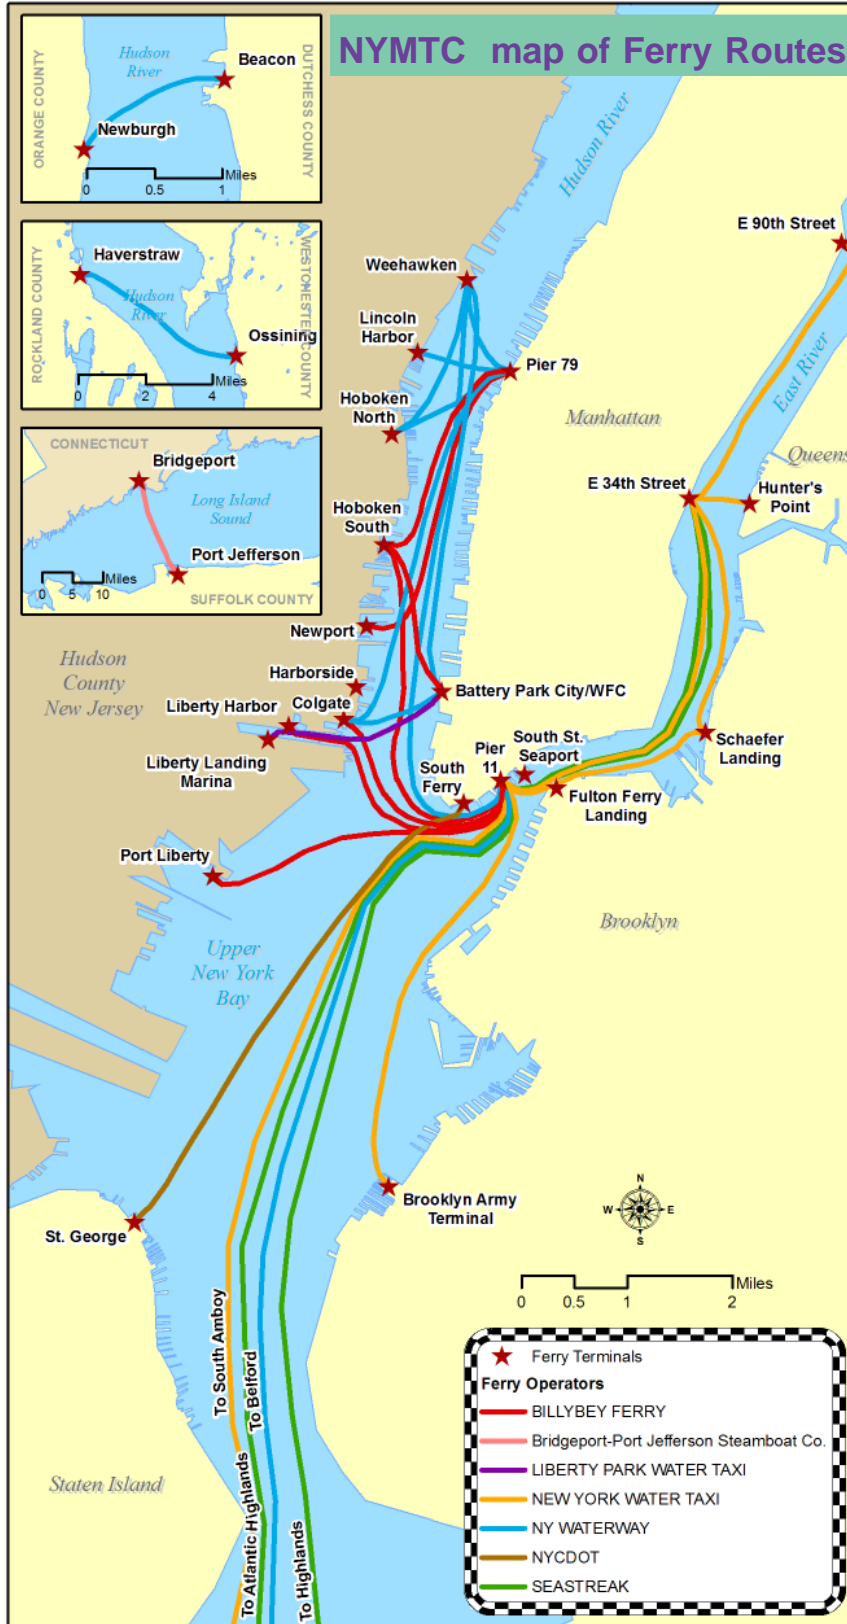 NYMTC map of Ferry Routes
Hudson
River
Beacon
ORANGE COUNTY
DUTCHESS COUNTY
Newburgh
Miles
0 0.5 1
Haverstraw
ROCKLAND COUNTY
WESTCHESTER COUNTY
Hudson
River
Ossining
Miles
0 2 4
CONNECTICUT
Bridgeport
Long Island
Sound
Port Jefferson
Miles
0 5 10
SUFFOLK COUNTY
Hudson River
E 90th Street
Weehawken
Lincoln
Harbor
Pier 79
East River
Hoboken
North
Manhattan
Queens
E 34th Street
Hunter's
Point
Hoboken
South
Newport
Hudson
County
New Jersey
Harborside
Battery Park City/WFC
Liberty Harbor
Colgate
Liberty Landing
Marina
South
Ferry
Pier
11
South St.
Seaport
Schaefer
Landing
Fulton Ferry
Landing
Port Liberty
Brooklyn
Upper
New York
Bay
Brooklyn Army
Terminal
St. George
N
W E
S
Miles
0 0.5 1 2
To South Amboy
To Belford
To Atlantic Highlands
To Highlands
Staten Island
Ferry Terminals
Ferry Operators
BILLYBEY FERRY
Bridgeport-Port Jefferson Steamboat Co.
LIBERTY PARK WATER TAXI
NEW YORK WATER TAXI
NY WATERWAY
NYCDOT
SEASTREAK